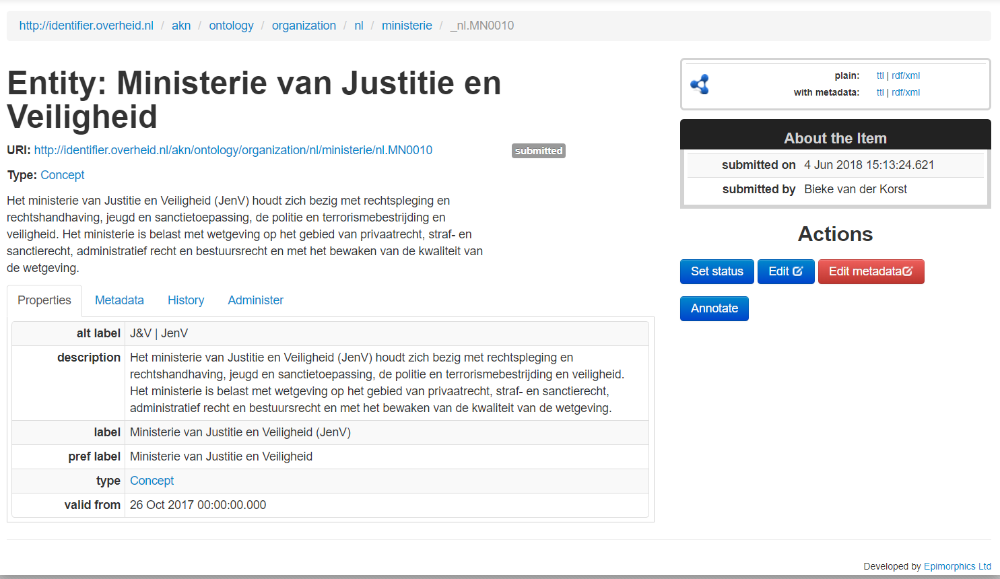 http://identifier.overheid.nl / akn / ontology / organization / nl / ministerie / _nl.MN0010
Entity: Ministerie van Justitie en
Veiligheid
URI: http://identifier.overheid.nl/akn/ontology/organization/nl/ministerie/nl.MN0010
submitted
Type: Concept
Het ministerie van Justitie en Veiligheid (JenV) houdt zich bezig met rechtspleging en
rechtshandhaving, jeugd en sanctietoepassing, de politie en terrorismebestrijding en
veiligheid. Het ministerie is belast met wetgeving op het gebied van privaatrecht, straf- en
sanctierecht, administratief recht en bestuursrecht en met het bewaken van de kwaliteit van
de wetgeving.
Properties Metadata History Administer
alt label J&V | JenV
description Het ministerie van Justitie en Veiligheid (JenV) houdt zich bezig met rechtspleging en
rechtshandhaving, jeugd en sanctietoepassing, de politie en terrorismebestrijding en veiligheid.
Het ministerie is belast met wetgeving op het gebied van privaatrecht, straf- en sanctierecht,
administratief recht en bestuursrecht en met het bewaken van de kwaliteit van de wetgeving.
label Ministerie van Justitie en Veiligheid (JenV)
pref label Ministerie van Justitie en Veiligheid
type Concept
valid from 26 Oct 2017 00:00:00.000
plain: ttl | rdf/xml
with metadata: ttl | rdf/xml
About the Item
submitted on 4 Jun 2018 15:13:24.621
submitted by Bieke van der Korst
Actions
Set status Edit Edit metadata
Annotate
Developed by Epimorphics Ltd